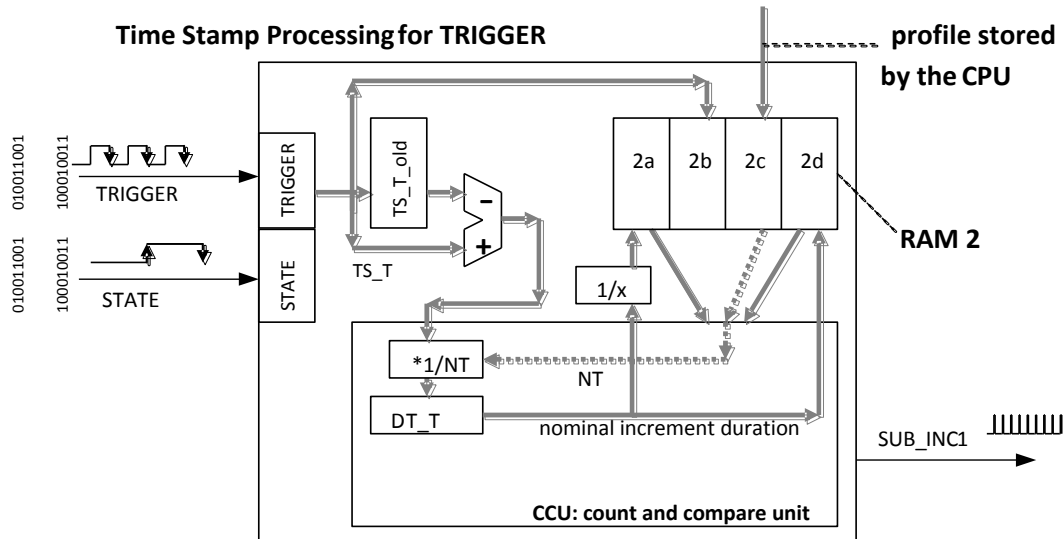 Time Stamp Processing for TRIGGER
profile stored
by the CPU
010011001
100010011
TRIGGER
TRIGGER
TS_T_old
-
+
TS_T
2a
2b
2c
2d
RAM 2
010011001
100010011
STATE
STATE
1/x
*1/NT
NT
DT_T
nominal increment duration
SUB_INC1
CCU: count and compare unit